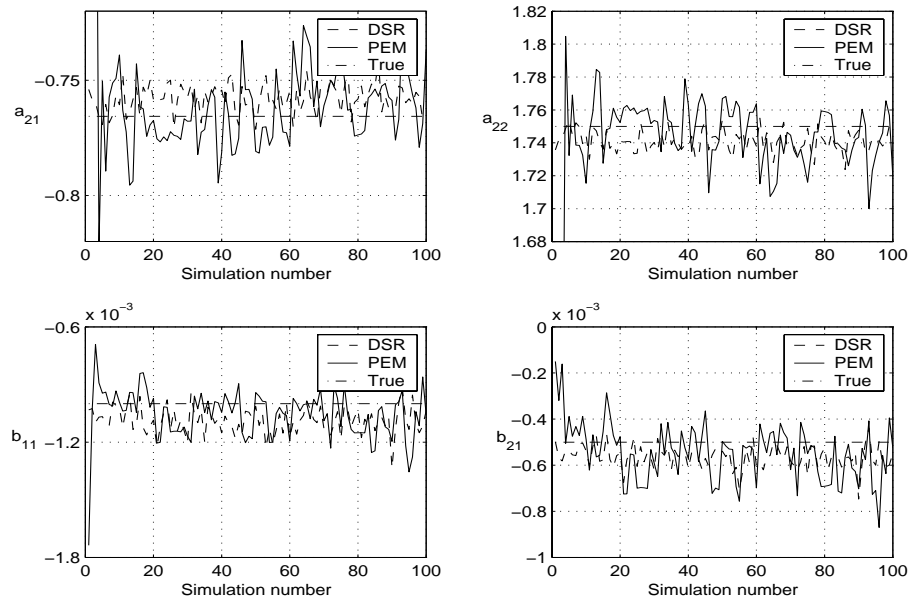 DSR
PEM
True
−0.75
−0.8
a21
0 20 40 60 80 100
Simulation number
DSR
PEM
True
1.82
1.8
1.78
1.76
1.74
1.72
1.7
1.68
a22
0 20 40 60 80 100
Simulation number
x 10−3
DSR
PEM
True
−0.6
−1.2
−1.8
b11
0 20 40 60 80 100
Simulation number
x 10−3
DSR
PEM
True
0
−0.2
−0.4
−0.6
−0.8
−1
b21
0 20 40 60 80 100
Simulation number